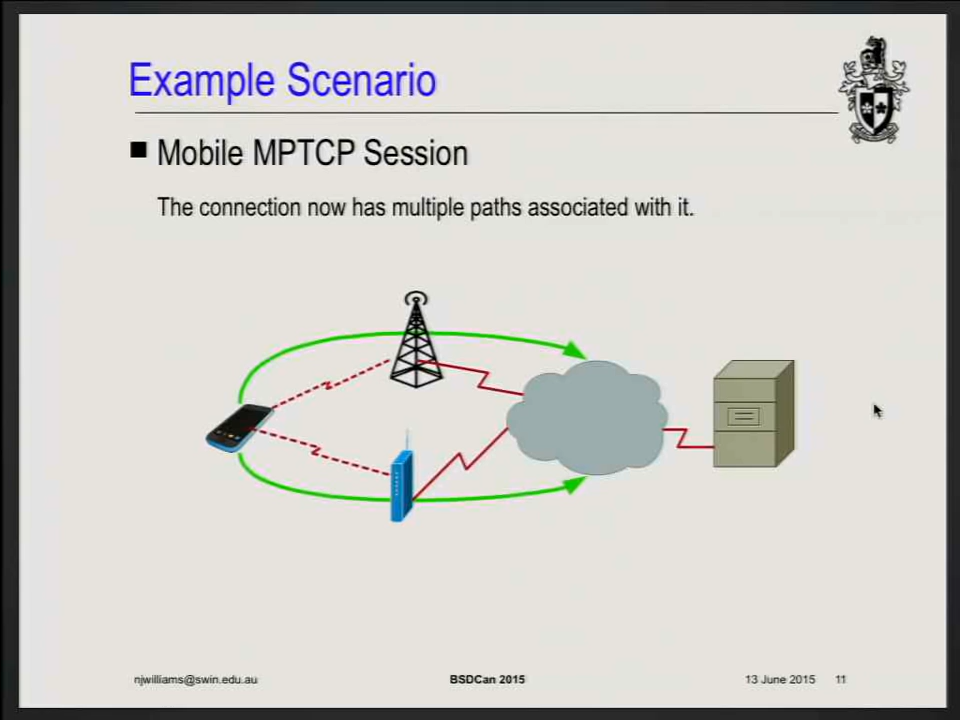 Example Scenario
Mobile MPTCP Session
The connection now has multiple paths associated with it.
njwilliams@swin.edu.au BSDCan 2015 13 June 2015 11